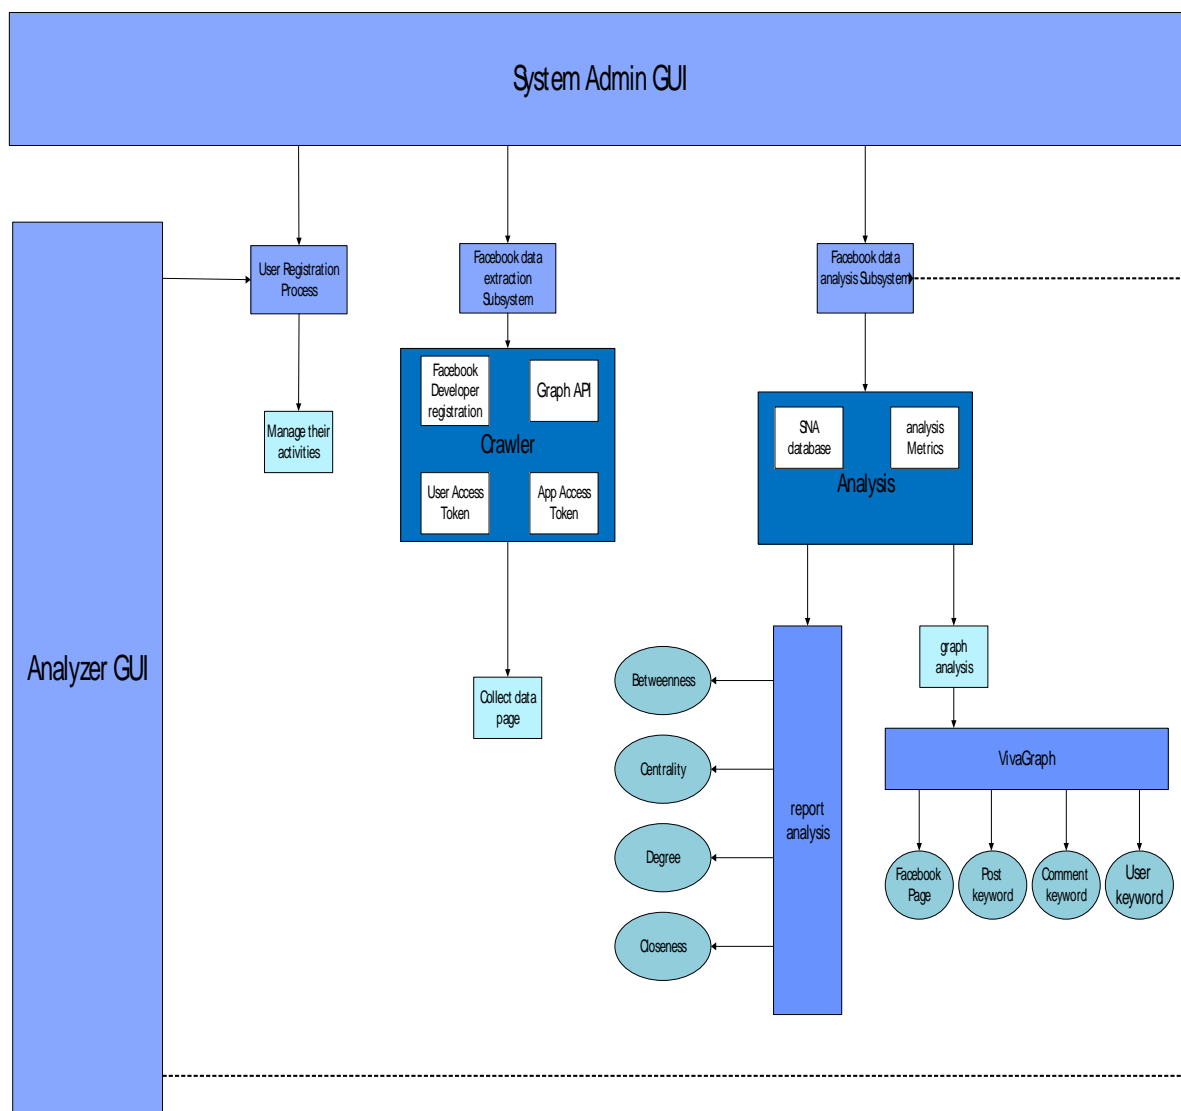 System Admin GUI
User Registration
Process
Facebook data
extraction
Subsystem
Facebook data
analysis Subsystem
Facebook
Developer
registration
Graph API
Crawler
User Access
Token
App Access
Token
Manage their
activities
SNA
database
analysis
Metrics
Analysis
Analyzer GUI
Collect data
page
Betweenness
Centrality
Degree
Closeness
report
analysis
graph
analysis
VivaGraph
Facebook
Page
Post
keyword
Comment
keyword
User
keyword